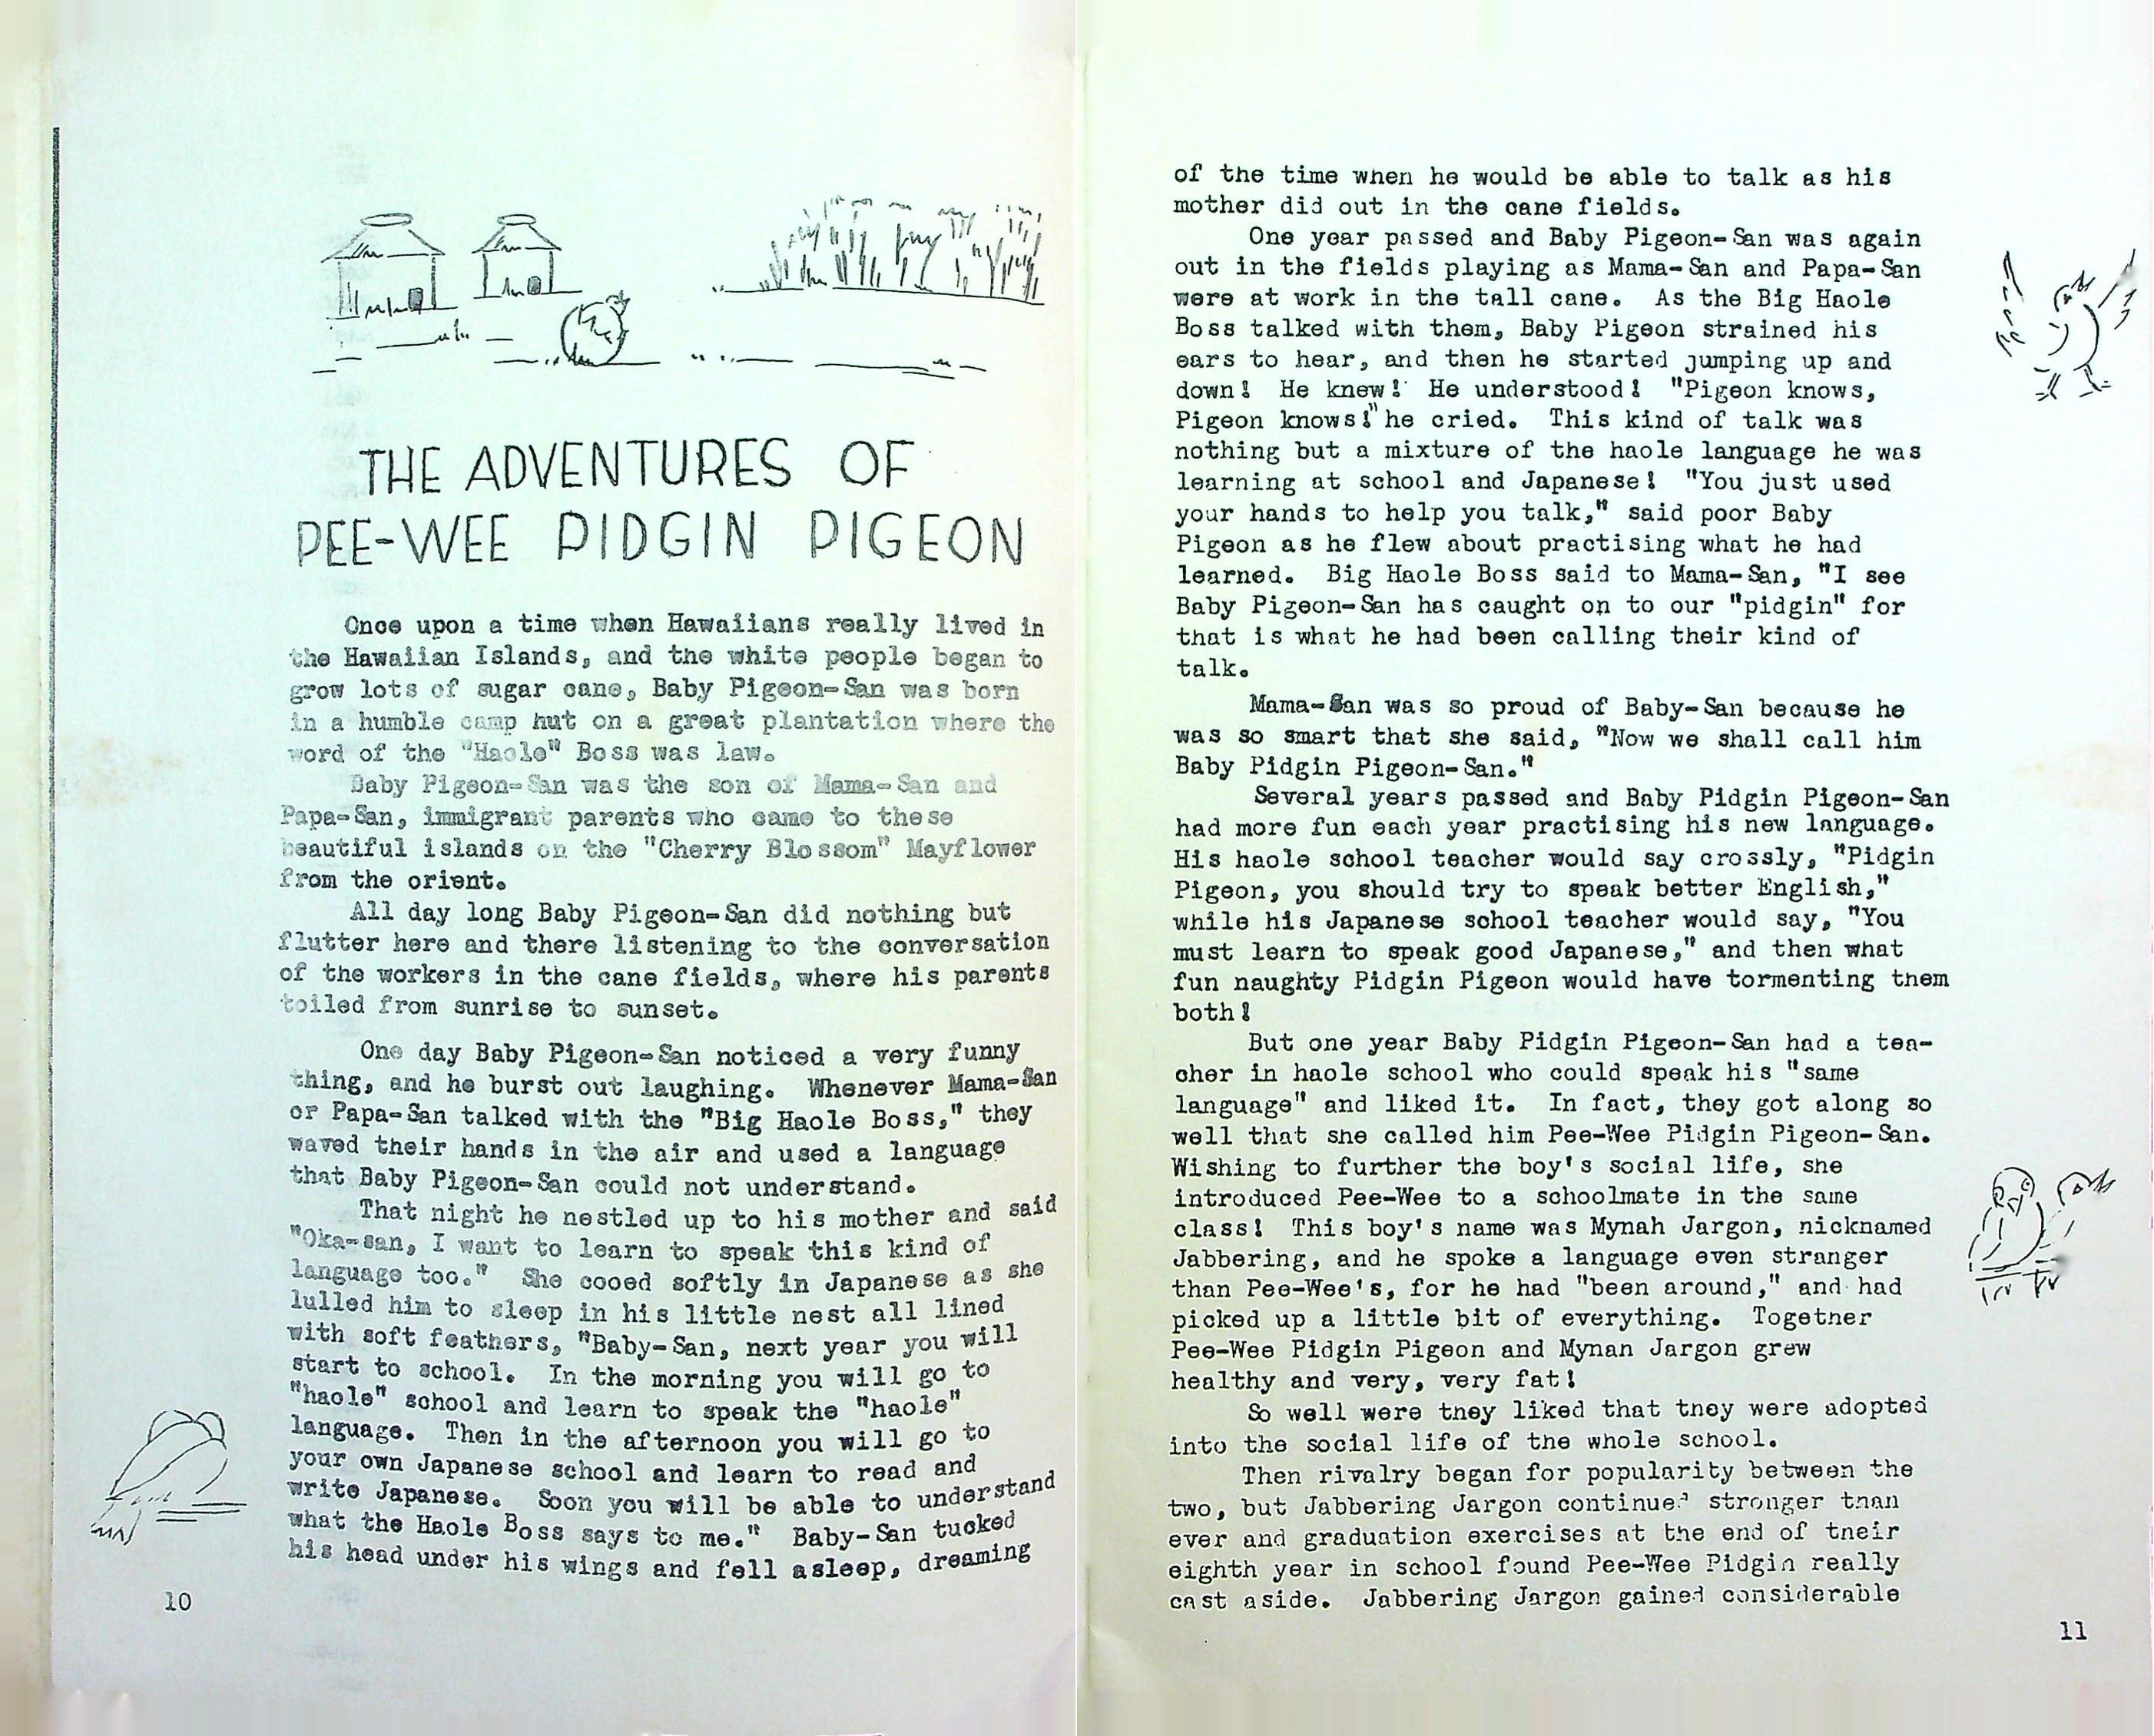 THE ADVENTURES OF
PEE-WEE PIDGIN PIGEON
Once upon a time when Hawaiians really lived in
the Hawaiian Islands, and the white people began to
grow lots of sugar cane, Baby Pigeon-San was born
in a humble camp hut on a great plantation where the
word of the "Haole" Boss was law.
Baby Pigeon-San was the son of Mama-San and
Papa-San, immigrant parents who came to these
beautiful islands on the "Cherry Blossom" Mayflower
from the orient.
All day long Baby Pigeon-San did nothing but
flutter here and there listening to the conversation
of the workers in the cane fields, where his parents
toiled from sunrise to sunset.
One day Baby Pigeon-San noticed a very funny
thing, and he burst out laughing. Whenever Mama-San
or Papa-San talked with the "Big Haole Boss," they
waved their hands in the air and used a language
that Baby Pigeon-San could not understand.
That night he nestled up to his mother and said
"Oka-san, I want to learn to speak this kind of
language too." She cooed softly in Japanese as she
lulled him to sleep in his little nest all lined
with soft feathers, "Baby-San, next year you will
start to school. In the morning you will go to
"haole" school and learn to speak the "haole"
language. Then in the afternoon you will go to
your own Japanese school and learn to read and
write Japanese. Soon you will be able to understand
what the Haole Boss says to me." Baby-San tucked
his head under his wings and fell asleep, dreaming
10
of the time when he would be able to talk as his
mother did out in the cane fields.
One year passed and Baby Pigeon-San was again
out in the fields playing as Mama-San and Papa-San
were at work in the tall cane. As the Big Haole
Boss talked with them, Baby Pigeon strained his
ears to hear, and then he started jumping up and
down! He knew! He understood! "Pigeon knows,
Pigeon knows!" he cried. This kind of talk was
nothing but a mixture of the haole language he was
learning at school and Japanese! "You just used
your hands to help you talk," said poor Baby
Pigeon as he flew about practising what he had
learned. Big Haole Boss said to Mama-San, "I see
Baby Pigeon-San has caught on to our "pidgin" for
that is what he had been calling their kind of
talk.
Mama-San was so proud of Baby-San because he
was so smart that she said, "Now we shall call him
Baby Pidgin Pigeon-San."
Several years passed and Baby Pidgin Pigeon-San
had more fun each year practising his new language.
His haole school teacher would say crossly, "Pidgin
Pigeon, you should try to speak better English,"
while his Japanese school teacher would say, "You
must learn to speak good Japanese," and then what
fun naughty Pidgin Pigeon would have tormenting them
both!
But one year Baby Pidgin Pigeon-San had a tea-
cher in haole school who could speak his "same
language" and liked it. In fact, they got along so
well that she called him Pee-Wee Pidgin Pigeon-San.
Wishing to further the boy's social life, she
introduced Pee-Wee to a schoolmate in the same
class! This boy's name was Mynah Jargon, nicknamed
Jabbering, and he spoke a language even stranger
than Pee-Wee's, for he had "been around," and had
picked up a little bit of everything. Together
Pee-Wee Pidgin Pigeon and Mynah Jargon grew
healthy and very, very fat!
So well were they liked that they were adopted
into the social life of the whole school.
Then rivalry began for popularity between the
two, but Jabbering Jargon continued stronger than
ever and graduation exercises at the end of their
eighth year in school found Pee-Wee Pidgin really
cast aside. Jabbering Jargon gained considerable
11